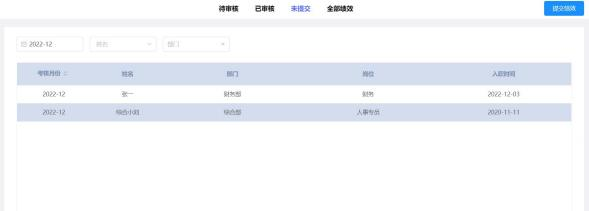 待审核 已审核 未提交 全部绩效 提交绩效
2022-12 姓名 部门
考核月份 姓名 部门 岗位 入职时间
2022-12 张一 财务部 财务 2022-12-03
2022-12 综合小刘 综合部 人事专员 2020-11-11